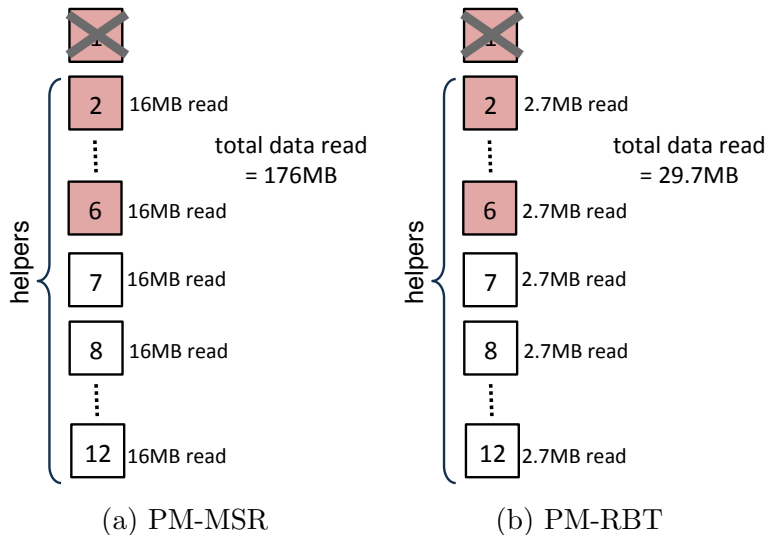 1
2
16MB read
total data read
= 176MB
6
16MB read
7
16MB read
8
16MB read
12
16MB read
helpers
(a) PM-MSR
1
2
2.7MB read
total data read
= 29.7MB
6
2.7MB read
7
2.7MB read
8
2.7MB read
12
2.7MB read
helpers
(b) PM-RBT